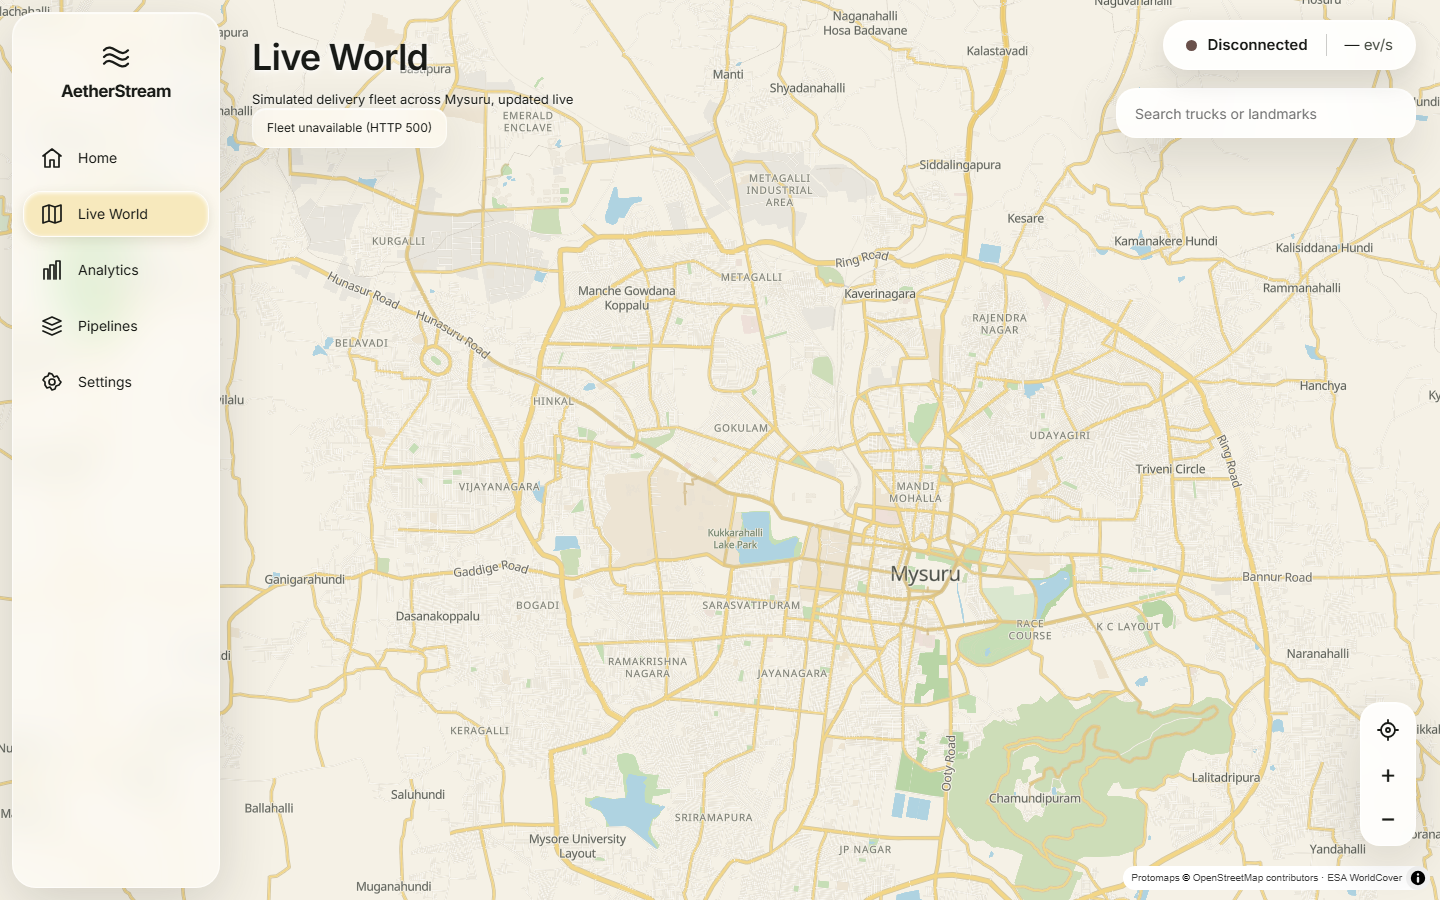 AetherStream
Home
Live World
Analytics
Pipelines
Settings
Live World
Simulated delivery fleet across Mysuru, updated live
Fleet unavailable (HTTP 500)
Disconnected
— ev/s
Search trucks or landmarks
Naganahalli
Hosa Badavane
Kalastavadi
Manti
Shyadanahalli
EMERALD
ENCLAVE
Siddalingapura
METAGALLI
INDUSTRIAL
AREA
Kesare
KURGALLI
Kamanakere Hundi
Kalisiddana Hundi
Ring Road
METAGALLI
Hunasur Road
Manche Gowdana
Koppalu
Kaverinagara
Rammanahalli
Hunasuru Road
RAJENDRA
NAGAR
BELAVADI
Hanchya
HINKAL
GOKULAM
UDAYAGIRI
Ring Road
Triveni Circle
VIJAYANAGARA
MANDI
MOHALLA
Kukkarahalli
Lake Park
Gaddige Road
Mysuru
Ganigarahundi
Bannur Road
BOGADI
SARASVATIPURAM
Dasanakoppalu
RACE
COURSE
K C LAYOUT
Naranahalli
RAMAKRISHNA
NAGARA
JAYANAGARA
KERAGALLI
Ooty Road
Lalitadripura
Saluhundi
Chamundipuram
Ballahalli
SRIRAMAPURA
Mysore University
Layout
JP NAGAR
Yandahalli
Muganahundi
Protomaps © OpenStreetMap contributors · ESA WorldCover